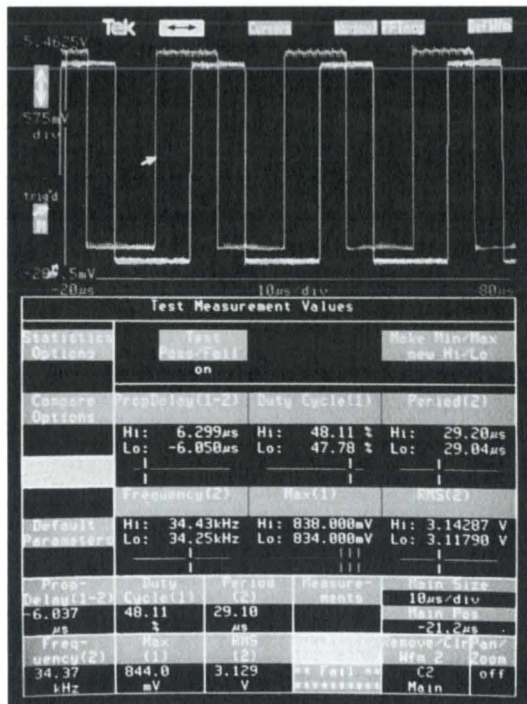 Tek
5.4625V
575mV
div
trig'd
-20µs
10µs/div
80µs
Test Measurement Values
Statistics
Options
Test
Pass/Fail
on
Make Min/Max
new Hi/Lo
Compare
Options
PropDelay(1-2)
Duty Cycle(1)
Period(2)
Hi: 6.299µs
Lo: -6.050µs
Hi: 48.11 %
Lo: 47.78 %
Hi: 29.20µs
Lo: 29.04µs
Default
Parameters
Frequency(2)
Max(1)
RMS(2)
Hi: 34.43kHz
Lo: 34.25kHz
Hi: 838.000mV
Lo: 834.000mV
Hi: 3.14287 V
Lo: 3.11790 V
Prop-
Delay(1-2)
-6.037
µs
Duty
Cycle(1)
48.11
%
Period
(2)
29.10
µs
Measure-
ments
Main Size
10µs/div
Main Pos
-21.2µs
Freq-
uency(2)
34.37
kHz
Max
(1)
844.0
mV
RMS
(2)
3.129
V
** Fail **
Remove/Clr
Wfm 2
C2
Main
Pan/
Zoom
off